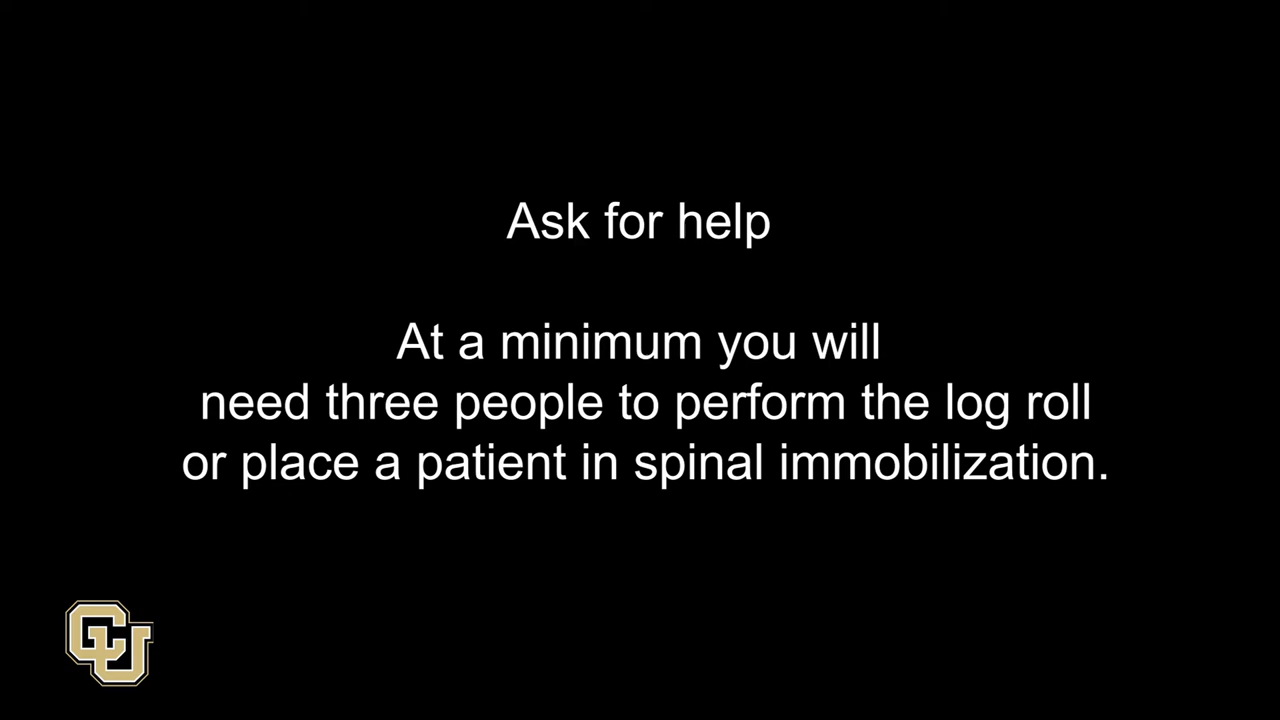 Ask for help
At a minimum you will
need three people to perform the log roll
or place a patient in spinal immobilization.
CU